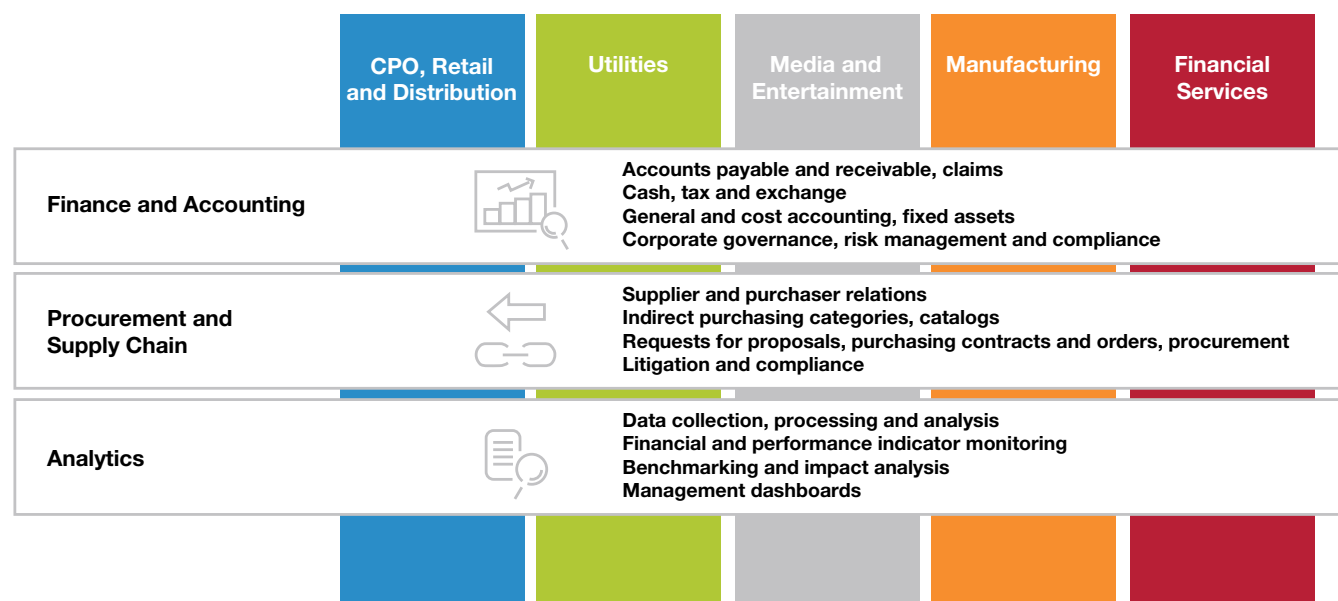 CPO, Retail
and Distribution
Utilities
Media and
Entertainment
Manufacturing
Financial
Services
Finance and Accounting
Accounts payable and receivable, claims
Cash, tax and exchange
General and cost accounting, fixed assets
Corporate governance, risk management and compliance
Procurement and
Supply Chain
Supplier and purchaser relations
Indirect purchasing categories, catalogs
Requests for proposals, purchasing contracts and orders, procurement
Litigation and compliance
Analytics
Data collection, processing and analysis
Financial and performance indicator monitoring
Benchmarking and impact analysis
Management dashboards